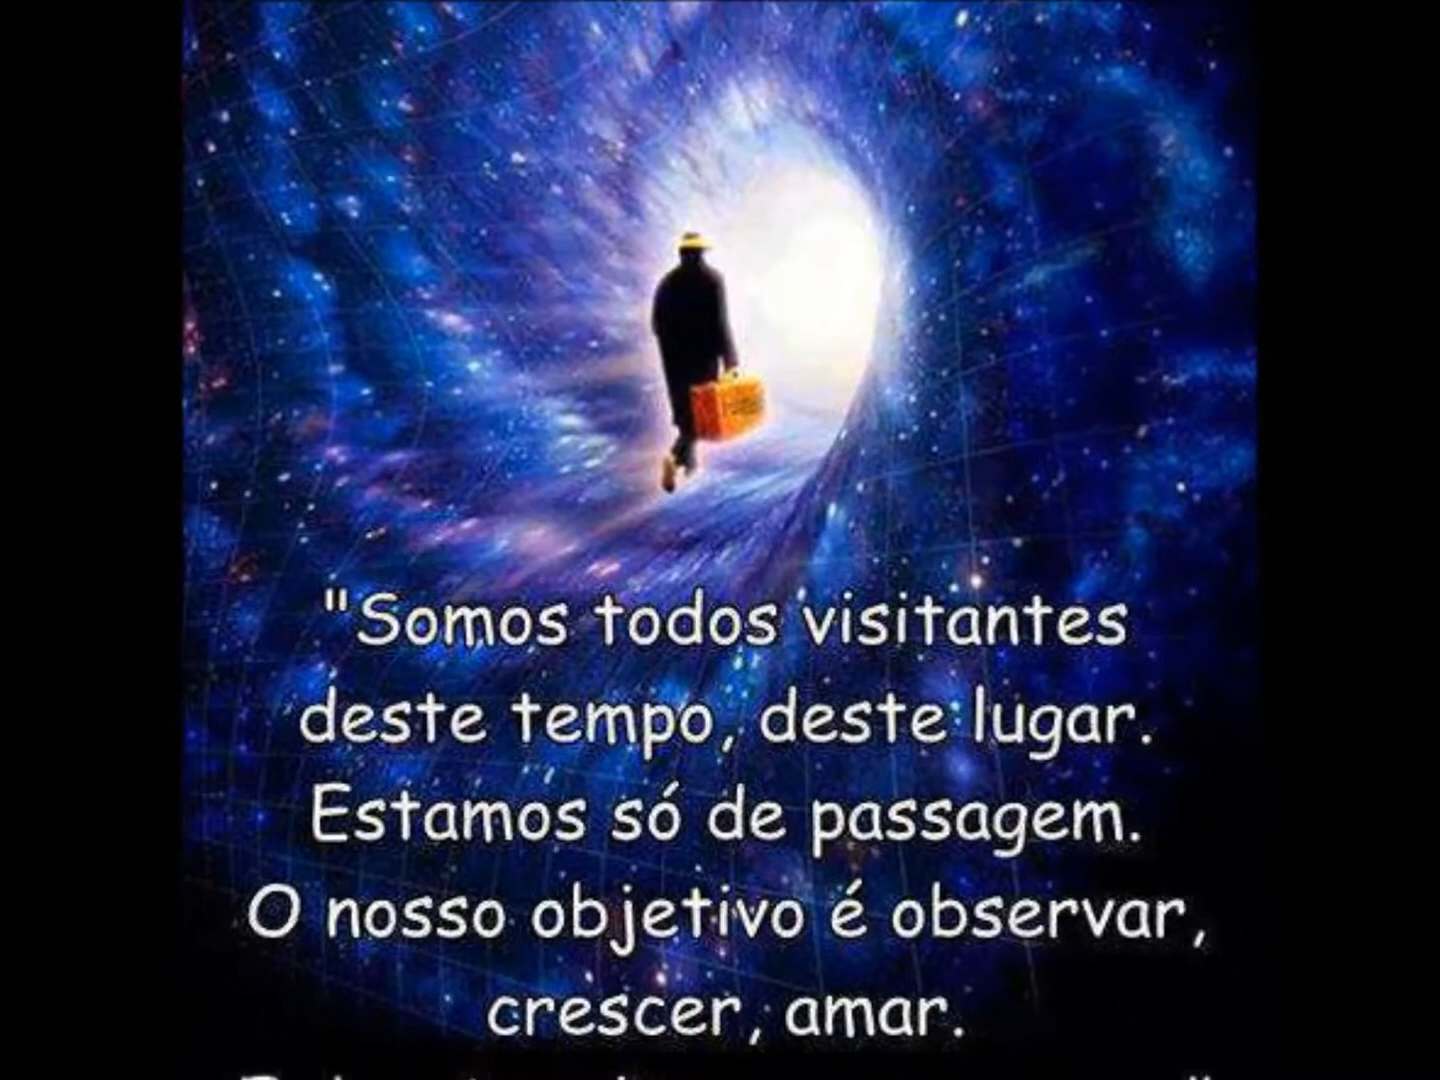 "Somos todos visitantes
deste tempo, deste lugar.
Estamos só de passagem.
O nosso objetivo é observar,
crescer, amar.